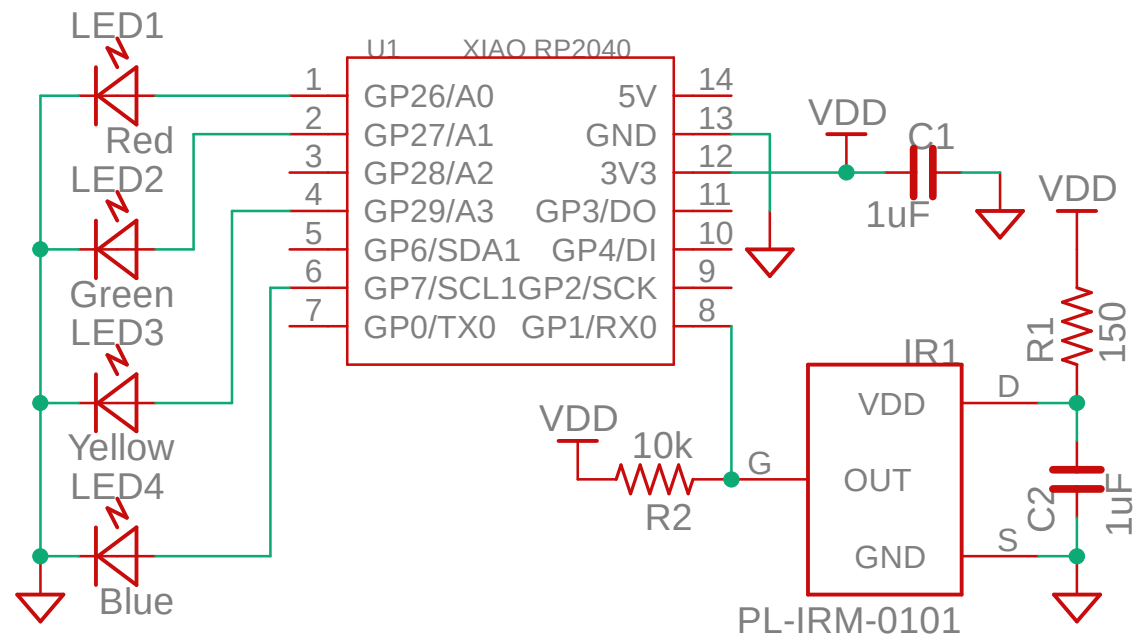 LED1
Red
LED2
Green
LED3
Yellow
LED4
Blue
U1 XIAO RP2040
1 GP26/A0 5V 14
2 GP27/A1 GND 13
3 GP28/A2 3V3 12
4 GP29/A3 GP3/DO 11
5 GP6/SDA1 GP4/DI 10
6 GP7/SCL1 GP2/SCK 9
7 GP0/TX0 GP1/RX0 8
VDD
C1
1uF
VDD
R1
150
VDD
10k
R2
G
IR1
VDD D
OUT
GND S
PL-IRM-0101
C2
1uF